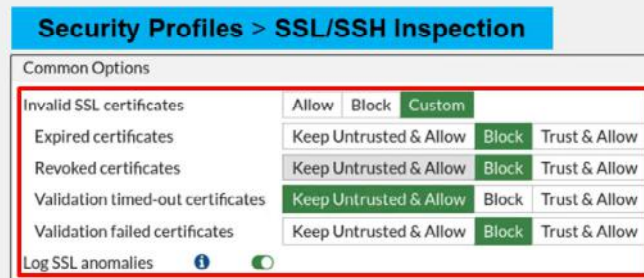 Security Profiles > SSL/SSH Inspection
Common Options
Invalid SSL certificates Allow Block Custom
Expired certificates Keep Untrusted & Allow Block Trust & Allow
Revoked certificates Keep Untrusted & Allow Block Trust & Allow
Validation timed-out certificates Keep Untrusted & Allow Block Trust & Allow
Validation failed certificates Keep Untrusted & Allow Block Trust & Allow
Log SSL anomalies